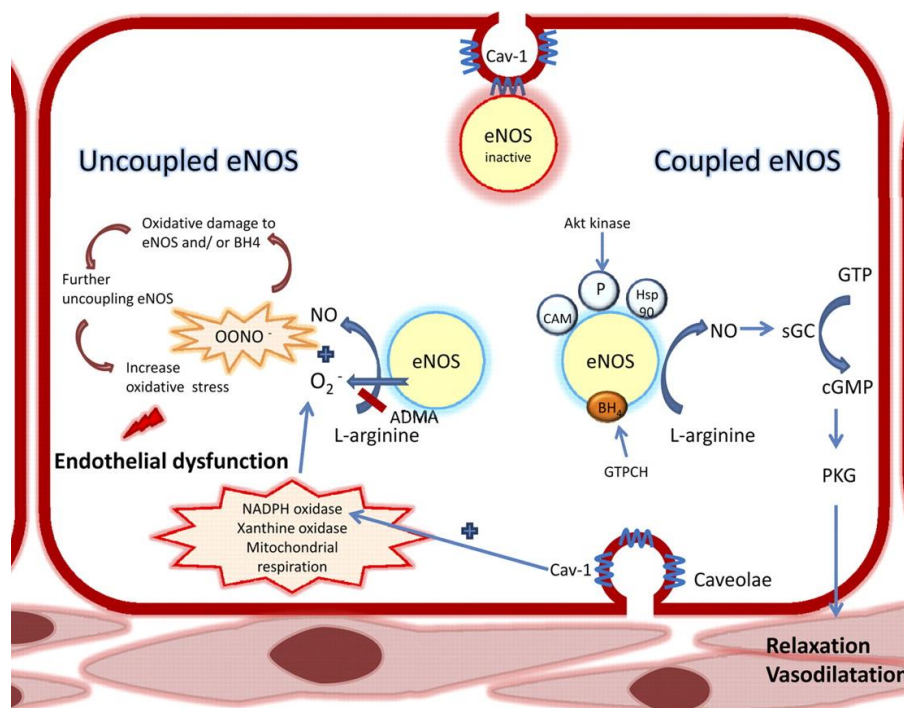 Cav-1
eNOS
inactive
Uncoupled eNOS
Coupled eNOS
Oxidative damage to
eNOS and/ or BH4
Further
uncoupling eNOS
OONO⁻
Increase
oxidative stress
Endothelial dysfunction
NO
O₂⁻
eNOS
ADMA
L-arginine
NADPH oxidase
Xanthine oxidase
Mitochondrial
respiration
Akt kinase
P
CAM
Hsp
90
eNOS
BH₄
GTPCH
L-arginine
NO
sGC
GTP
cGMP
PKG
Cav-1
Caveolae
Relaxation
Vasodilatation